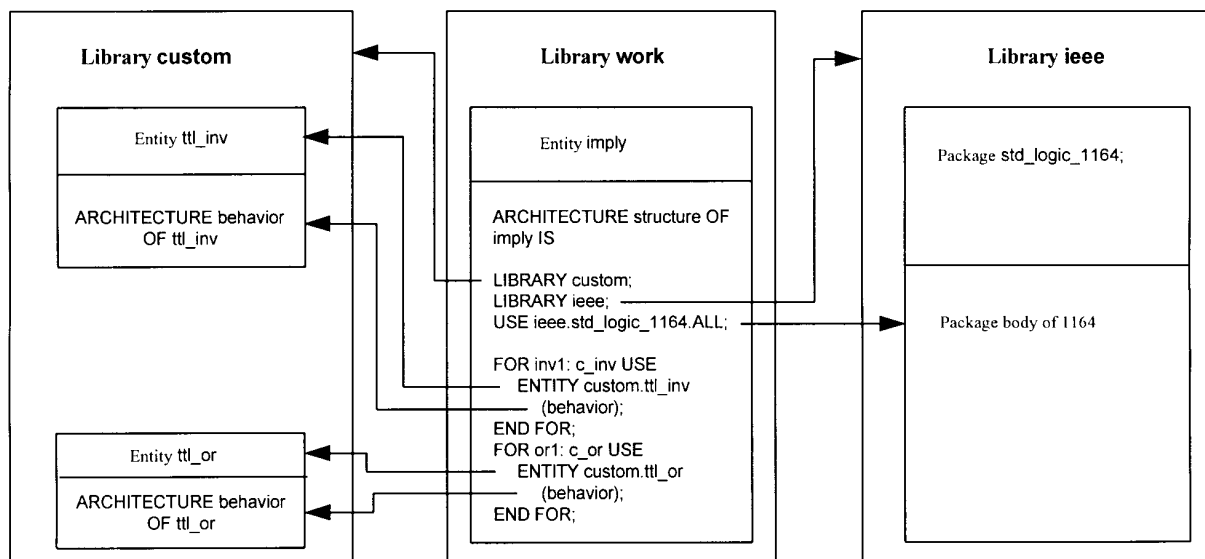 Library custom
Entity ttl_inv
ARCHITECTURE behavior
OF ttl_inv
Entity ttl_or
ARCHITECTURE behavior
OF ttl_or
Library work
Entity imply
ARCHITECTURE structure OF
imply IS
LIBRARY custom;
LIBRARY ieee;
USE ieee.std_logic_1164.ALL;
FOR inv1: c_inv USE
ENTITY custom.ttl_inv
(behavior);
END FOR;
FOR or1: c_or USE
ENTITY custom.ttl_or
(behavior);
END FOR;
Library ieee
Package std_logic_1164;
Package body of 1164